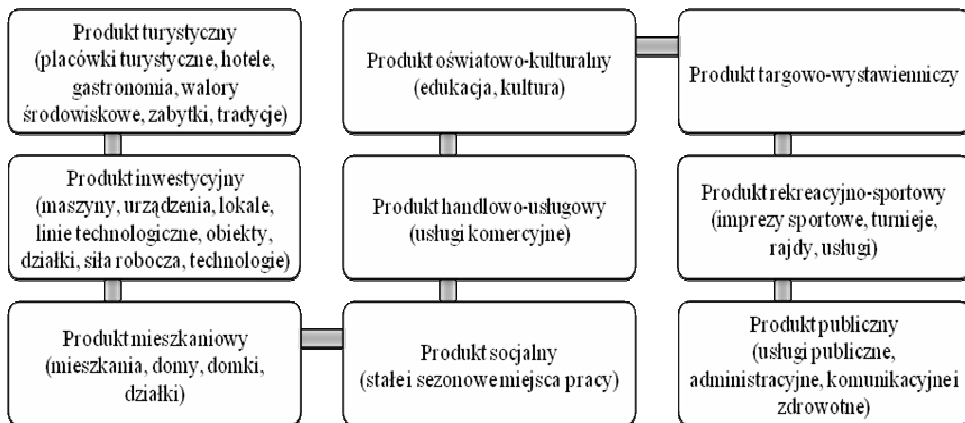 Produkt turystyczny
(placówki turystyczne, hotele,
gastronomia, walory
środowiskowe, zabytki, tradycje)
Produkt inwestycyjny
(maszyny, urządzenia, lokale,
linie technologiczne, obiekty,
działki, siła robocza, technologie)
Produkt mieszkaniowy
(mieszkania, domy, domki,
działki)
Produkt socjalny
(stałe i sezonowe miejsca pracy)
Produkt handlowo-usługowy
(usługi komercyjne)
Produkt oświatowo-kulturalny
(edukacja, kultura)
Produkt targowo-wystawienniczy
Produkt rekreacyjno-sportowy
(imprezy sportowe, turnieje,
rajdy, usługi)
Produkt publiczny
(usługi publiczne,
administracyjne, komunikacyjne i
zdrowotne)